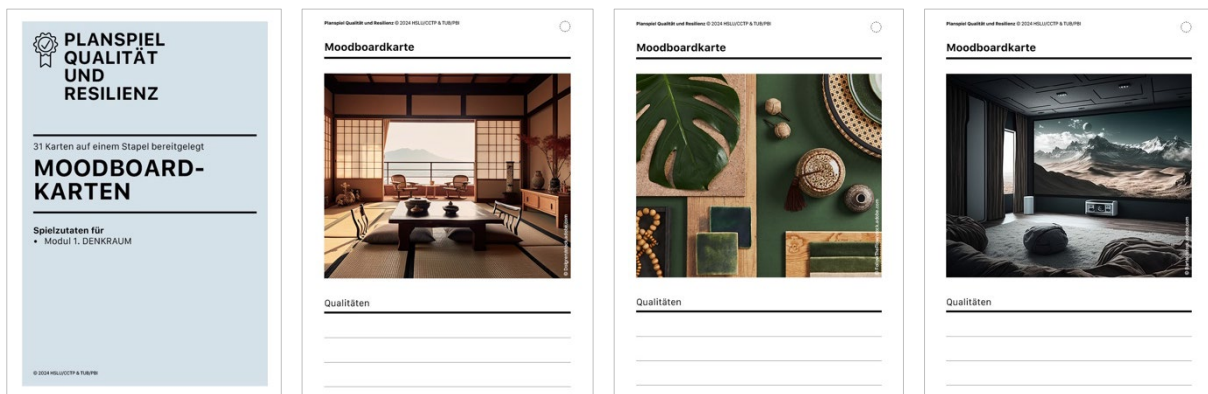 PLANSPIEL
QUALITÄT
UND
RESILIENZ
31 Karten auf einem Stapel bereitgelegt
MOODBOARD-
KARTEN
Spielzutaten für
• Modul 1. DENKRAUM
© 2024 HSLU/CCTP & TUB/PBI
Planspiel Qualität und Resilienz © 2024 HSLU/CCTP & TUB/PBI
Moodboardkarte
Qualitäten
Planspiel Qualität und Resilienz © 2024 HSLU/CCTP & TUB/PBI
Moodboardkarte
Qualitäten
Planspiel Qualität und Resilienz © 2024 HSLU/CCTP & TUB/PBI
Moodboardkarte
Qualitäten